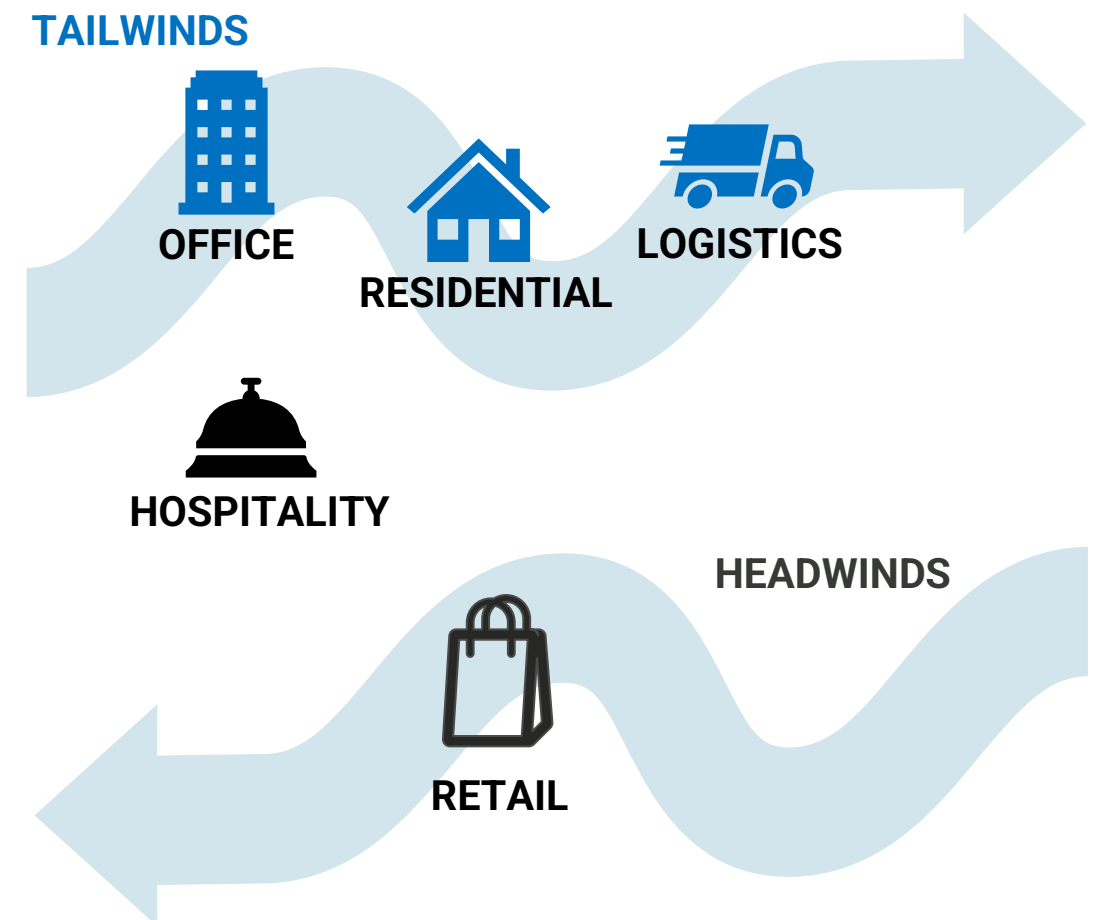 TAILWINDS
OFFICE
RESIDENTIAL
LOGISTICS
HOSPITALITY
HEADWINDS
RETAIL